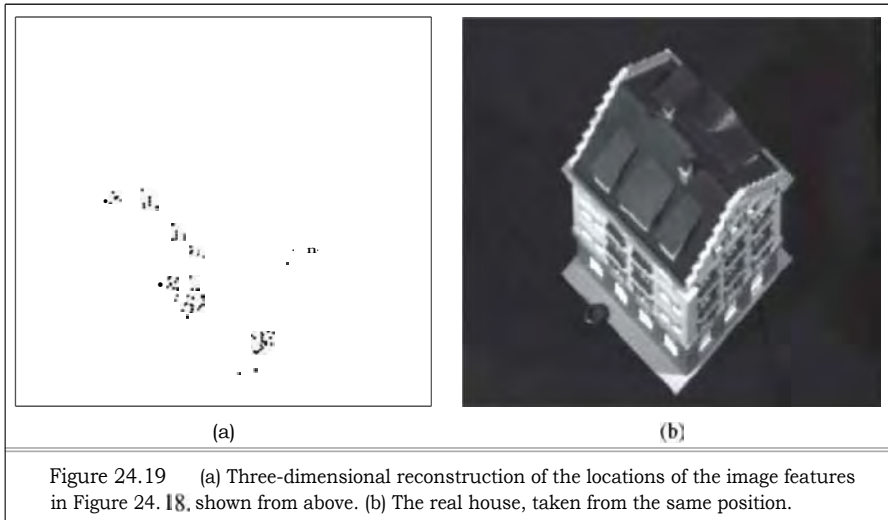 n
(a)
(b)
Figure 24.19 (a) Three-dimensional reconstruction of the locations of the image features
in Figure 24. 18, shown from above. (b) The real house, taken from the same position.